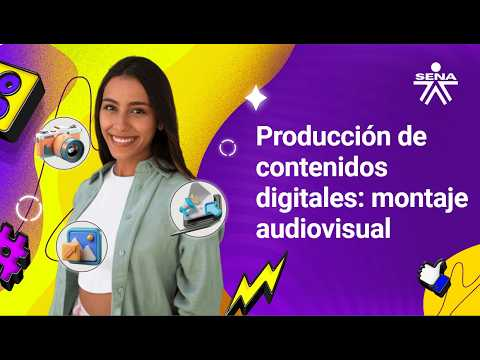 SENA
Producción de
contenidos
digitales: montaje
audiovisual